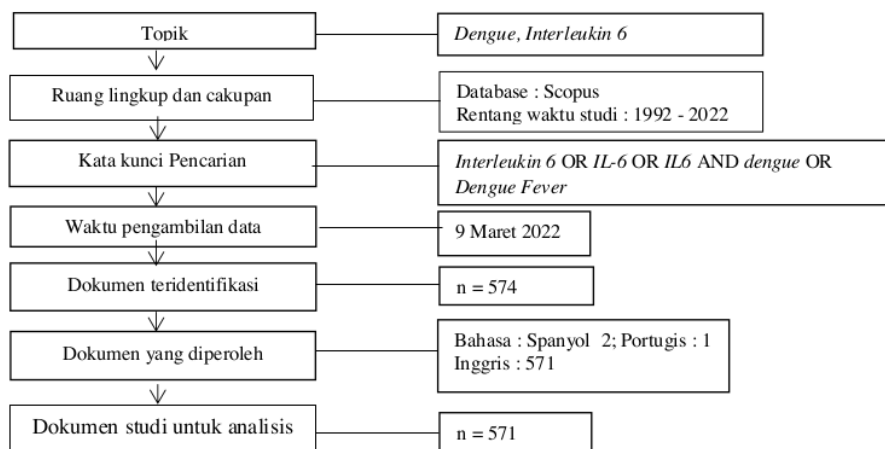 Topik
Dengue, Interleukin 6
Ruang lingkup dan cakupan
Database : Scopus
Rentang waktu studi : 1992 - 2022
Kata kunci Pencarian
Interleukin 6 OR IL-6 OR IL6 AND dengue OR
Dengue Fever
Waktu pengambilan data
9 Maret 2022
Dokumen teridentifikasi
n = 574
Dokumen yang diperoleh
Bahasa : Spanyol 2; Portugis : 1
Inggris : 571
Dokumen studi untuk analisis
n = 571